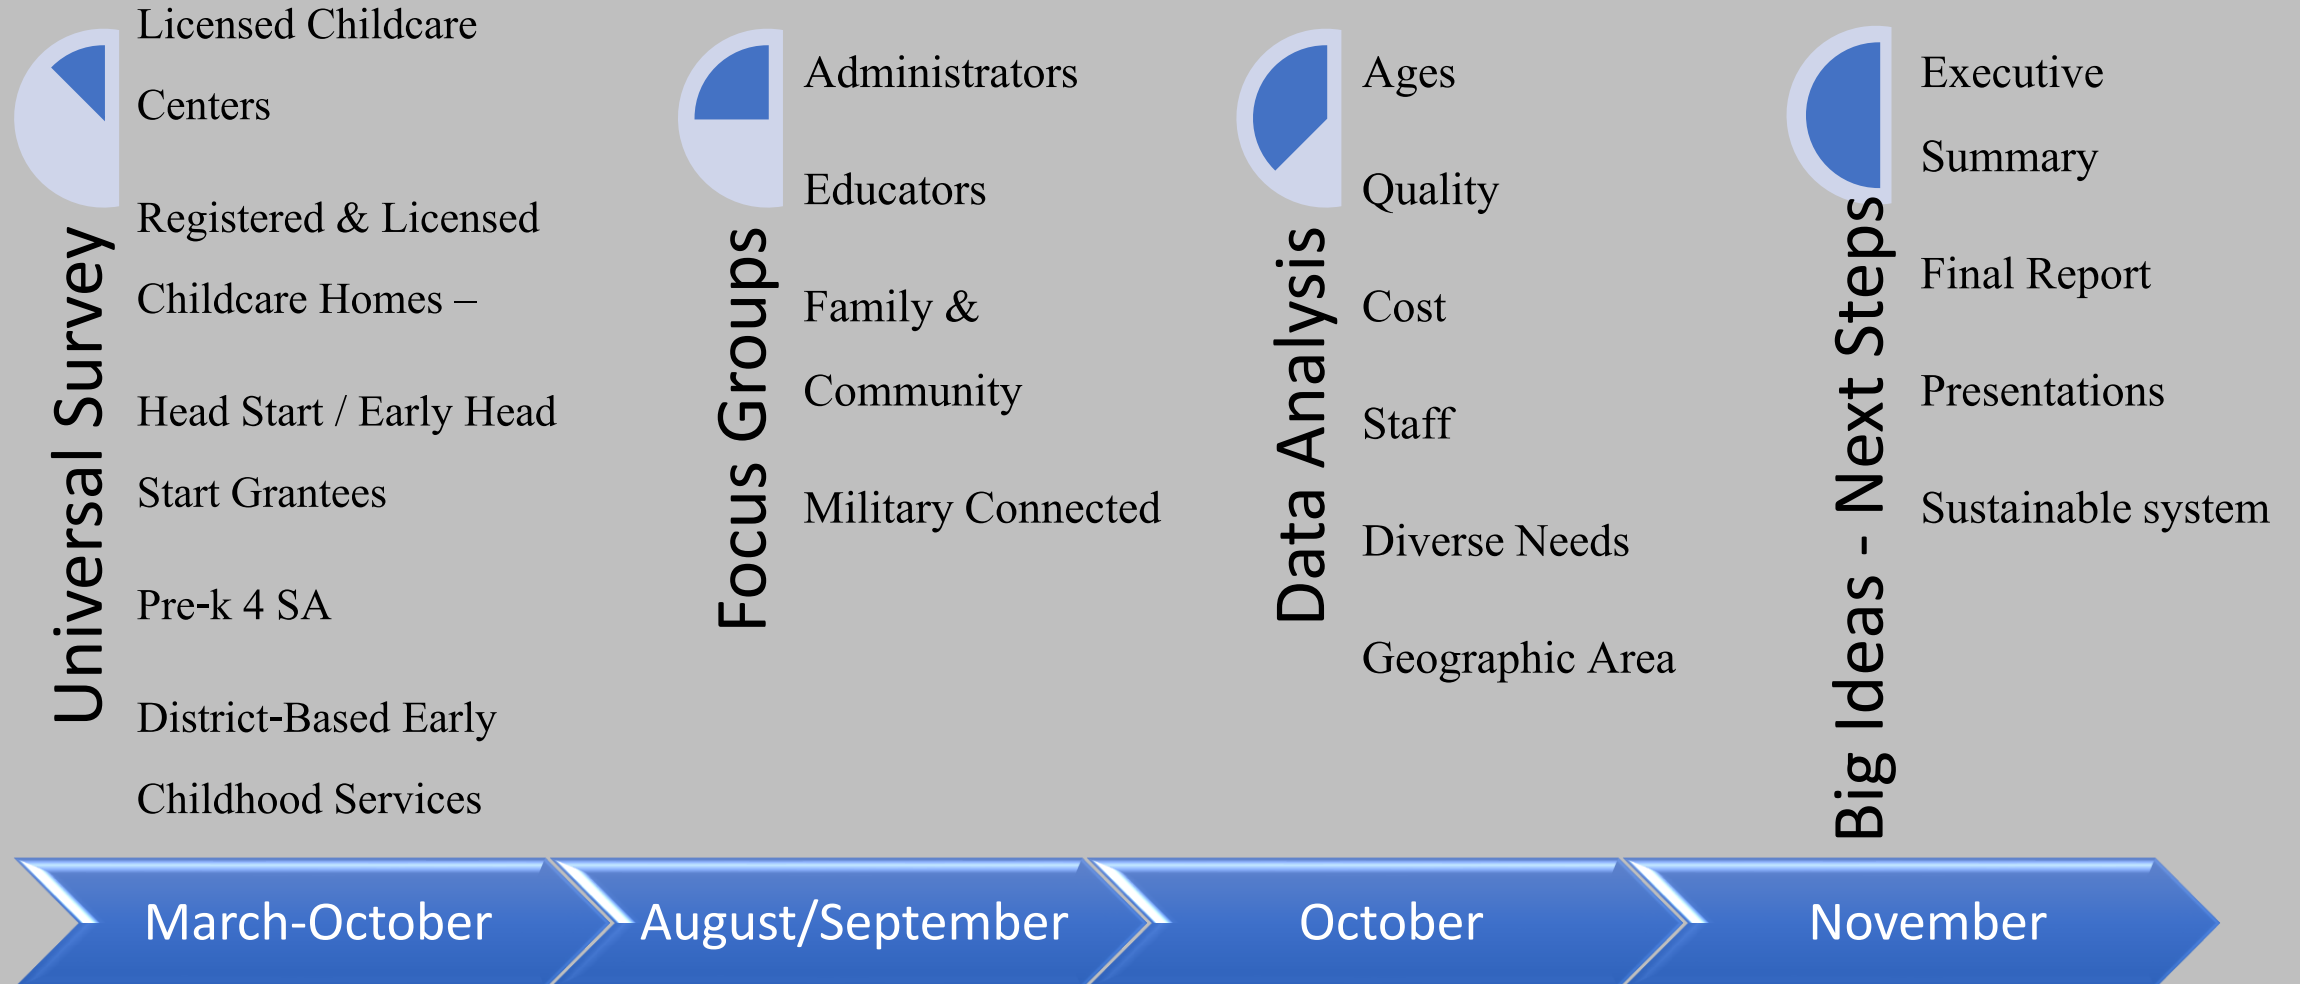 Universal Survey
Licensed Childcare
Centers
Registered & Licensed
Childcare Homes –
Head Start / Early Head
Start Grantees
Pre-k 4 SA
District-Based Early
Childhood Services
Focus Groups
Administrators
Educators
Family &
Community
Military Connected
Data Analysis
Ages
Quality
Cost
Staff
Diverse Needs
Geographic Area
Big Ideas - Next Steps
Executive
Summary
Final Report
Presentations
Sustainable system
March-October
August/September
October
November